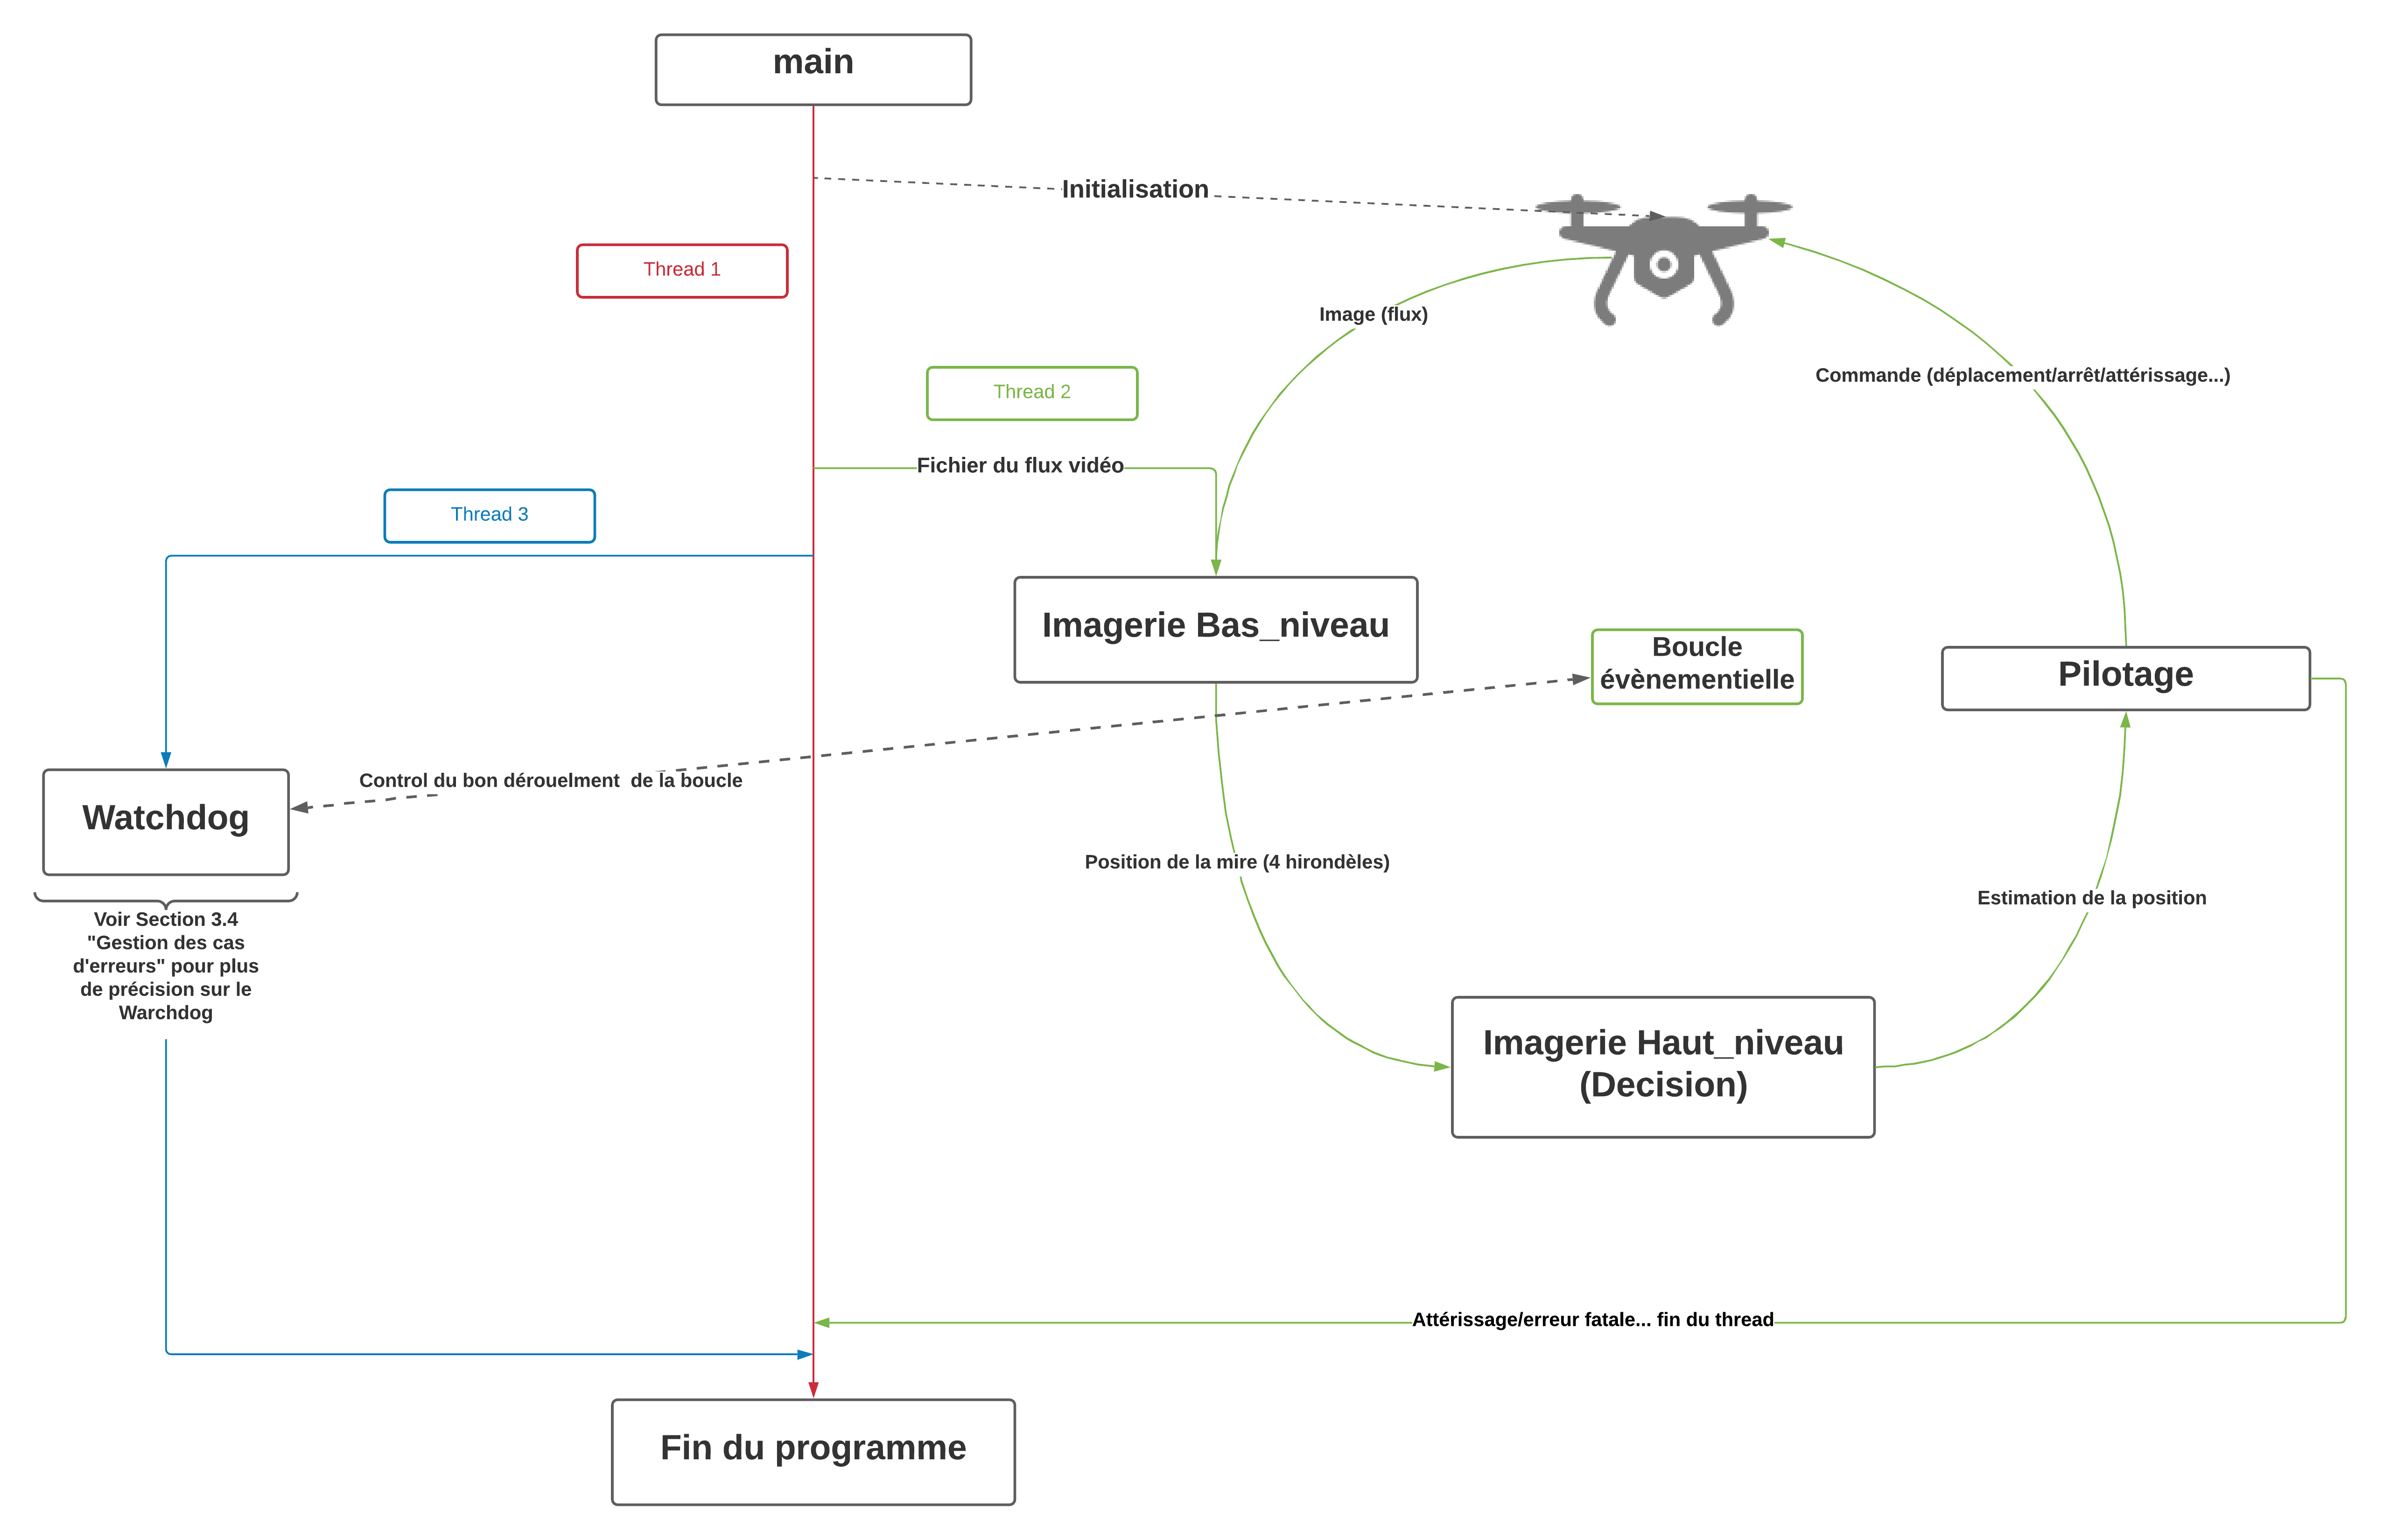 main
Initialisation
Thread 1
Image (flux)
Commande (déplacement/arrêt/attérissage...)
Thread 2
Fichier du flux vidéo
Thread 3
Imagerie Bas_niveau
Boucle
évènementielle
Pilotage
Control du bon dérouelment  de la boucle
Watchdog
Position de la mire (4 hirondèles)
Estimation de la position
Voir Section 3.4
"Gestion des cas
d'erreurs" pour plus
de précision sur le
Warchdog
Imagerie Haut_niveau
(Decision)
Attérissage/erreur fatale... fin du thread
Fin du programme